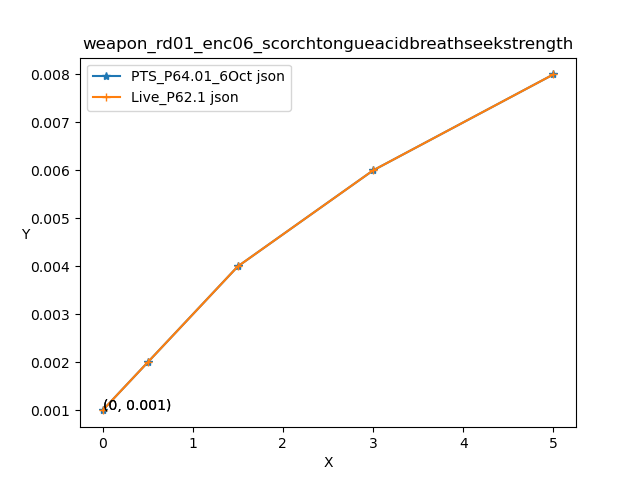 weapon_rd01_enc06_scorchtongueacidbreathseekstrength
PTS_P64.01_6Oct json
Live_P62.1 json
0.008
0.007
0.006
0.005
0.004
0.003
0.002
0.001
Y
(0, 0.001)
0 1 2 3 4 5
X